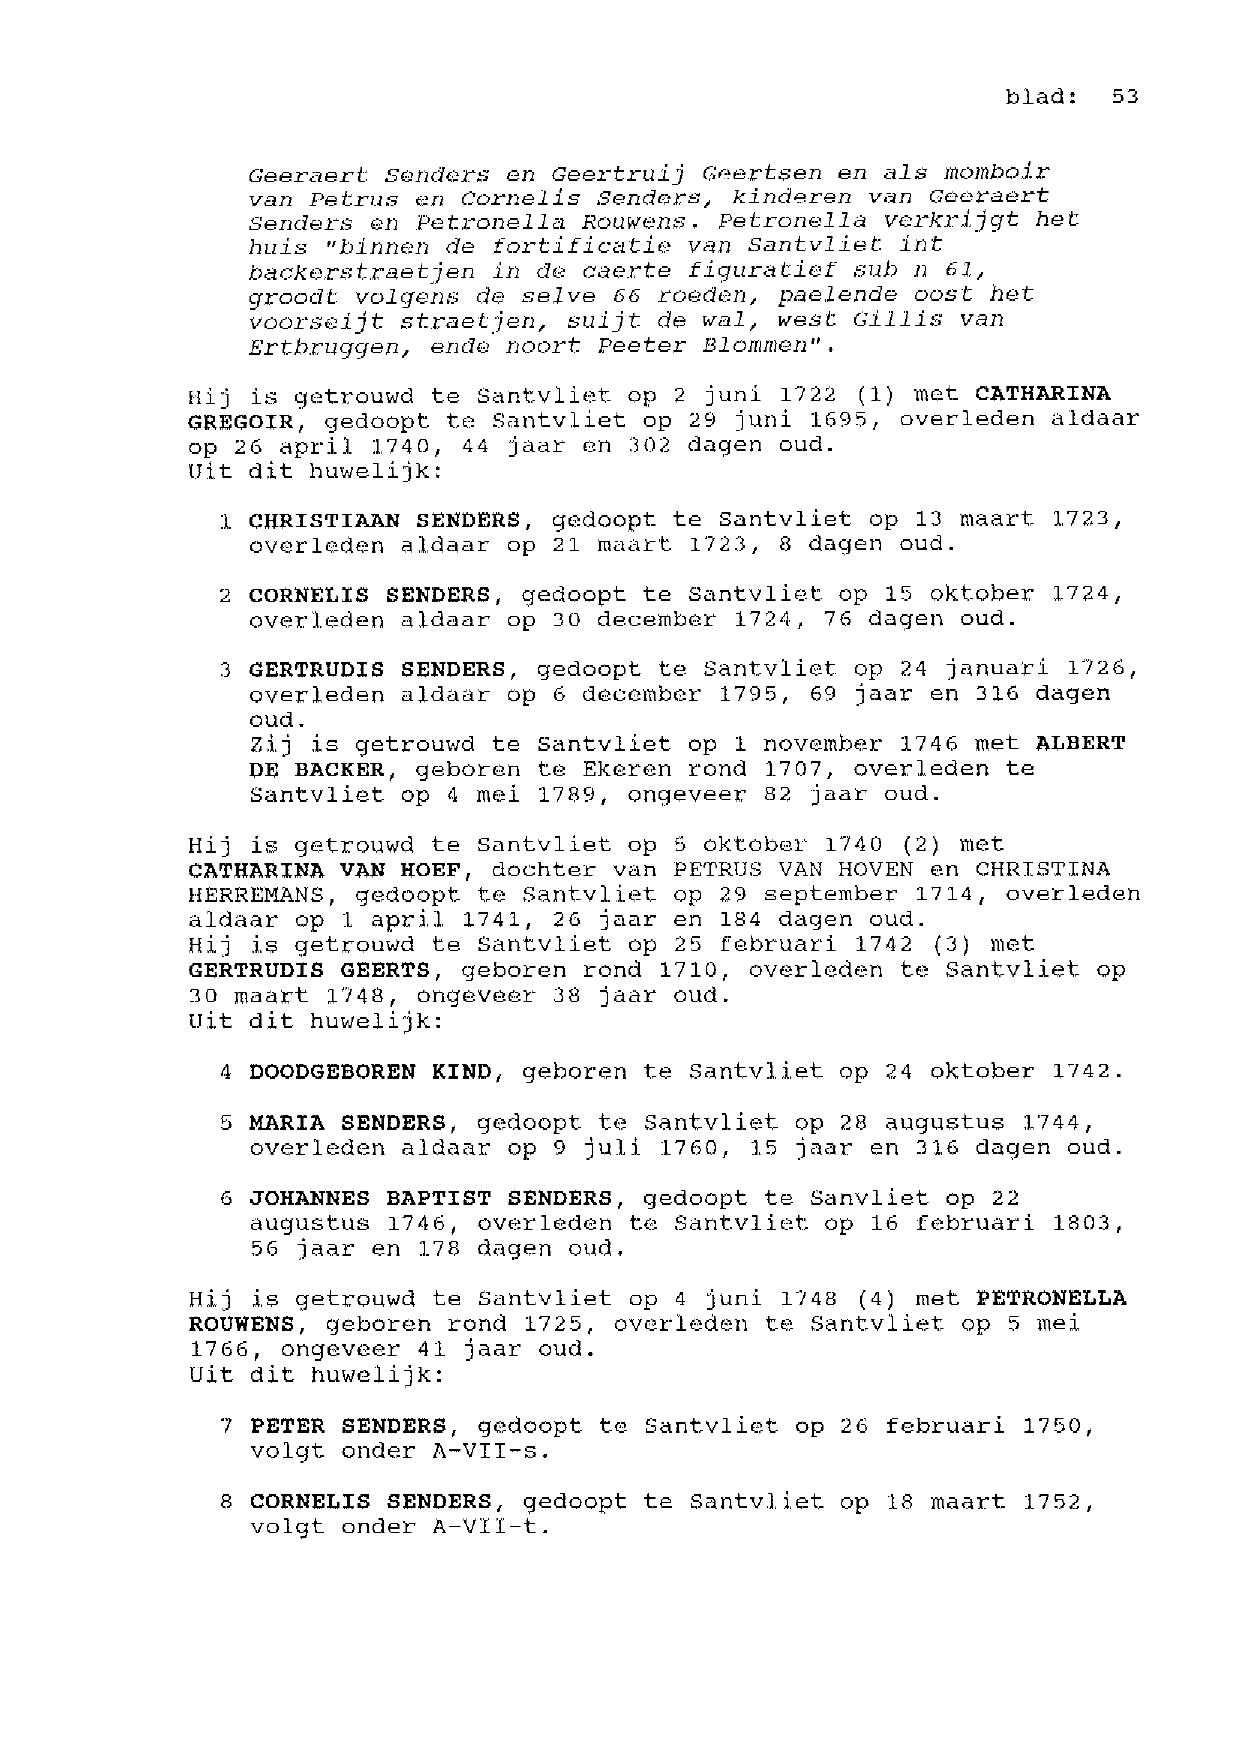 blad: 53
Geeraert Senders en Geertruij Geertsen en als momboir
van Petrus en Cornelis Senders, kinderen van Geeraert
Senders en Petronella Rouwens. Petronella verkrijgt het
huis "binnen de fortificatie van Santvliet int
backerstraetjen in de caerte figuratief sub n 61,
groodt volgens de selve 66 roeden, paelende oost het
voorseijt straetjen, suijt de wal, west Gillis van
Ertbruggen, ende noort Peeter Blommen".
Hij is getrouwd te Santvliet op 2 juni 1722 (1) met CATHARINA
GREGOIR, gedoopt te Santvliet op 29 juni 1695, overleden aldaar
op 26 april 1740, 44 jaar en 302 dagen oud.
Uit dit huwelijk:
1 CHRISTIAAN SENDERS, gedoopt te Santvliet op 13 maart 1723,
overleden aldaar op 21 maart 1723, 8 dagen oud.
2 CORNELIS SENDERS, gedoopt te Santvliet op 15 oktober 1724,
overleden aldaar op 30 december 1724, 76 dagen oud.
3 GERTRUDIS SENDERS, gedoopt te Santvliet op 24 januari 1726,
overleden aldaar op 6 december 1795, 69 jaar en 316 dagen
oud.
Zij is getrouwd te Santvliet op 1 november 1746 met ALBERT
DE BACKER, geboren te Ekeren rond 1707, overleden te
Santvliet op 4 mei 1789, ongeveer 82 jaar oud.
Hij is getrouwd te Santvliet op 5 oktober 1740 (2) met
CATHARINA VAN HOEF, dochter van PETRUS VAN HOVEN en CHRISTINA
HERREMANS, gedoopt te Santvliet op 29 september 1714, overleden
aldaar op 1 april 1741, 26 jaar en 184 dagen oud.
Hij is getrouwd te Santvliet op 25 februari 1742 (3) met
GERTRUDIS GEERTS, geboren rond 1710, overleden te Santvliet op
30 maart 1748, ongeveer 38 jaar oud.
Uit dit huwelijk:
4 DOODGEBOREN KIND, geboren te Santvliet op 24 oktober 1742.
5 MARIA SENDERS, gedoopt te Santvliet op 28 augustus 1744,
overleden aldaar op 9 juli 1760, 15 jaar en 316 dagen oud.
6 JOHANNES BAPTIST SENDERS, gedoopt te Sanvliet op 22
augustus 1746, overleden te Santvliet op 16 februari 1803,
56 jaar en 178 dagen oud.
Hij is getrouwd te Santvliet op 4 juni 1748 (4) met PETRONELLA
ROUWENS, geboren rond 1725, overleden te Santvliet op 5 mei
1766, ongeveer 41 jaar oud.
Uit dit huwelijk:
7 PETER SENDERS, gedoopt te Santvliet op 26 februari 1750,
volgt onder A-VII-s.
8 CORNELIS SENDERS, gedoopt te Santvliet op 18 maart 1752,
volgt onder A-VII-t.